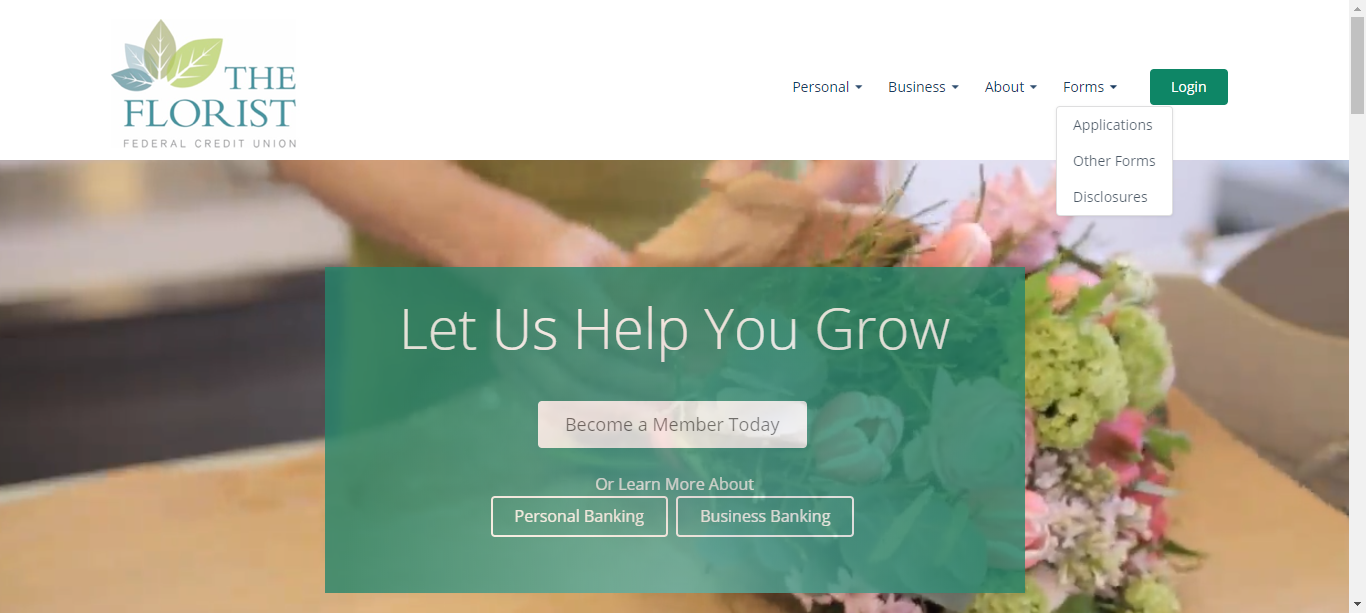 THE
FLORIST
FEDERAL CREDIT UNION
Personal
Business
About
Forms
Login
Applications
Other Forms
Disclosures
Let Us Help You Grow
Become a Member Today
Or Learn More About
Personal Banking
Business Banking